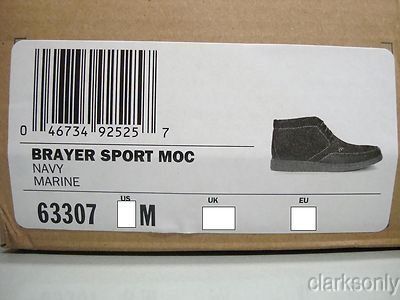 0 46734 92525 7
BRAYER SPORT MOC
NAVY
MARINE
63307 US M UK EU
clarksonly